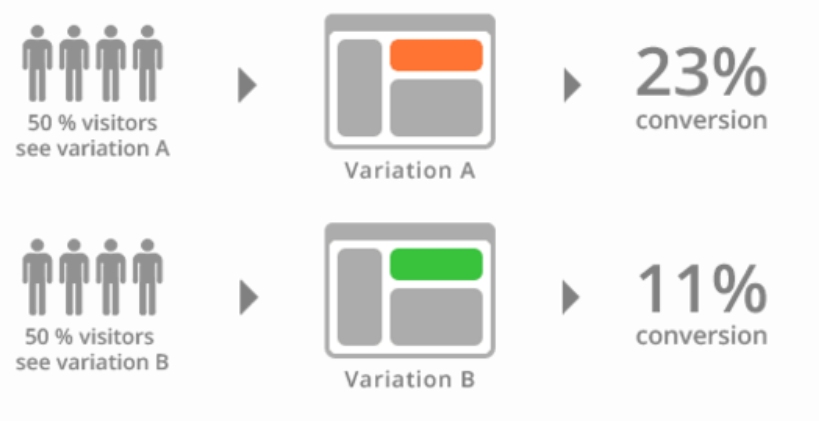 50 % visitors
see variation A
Variation A
23%
conversion
50 % visitors
see variation B
Variation B
11%
conversion